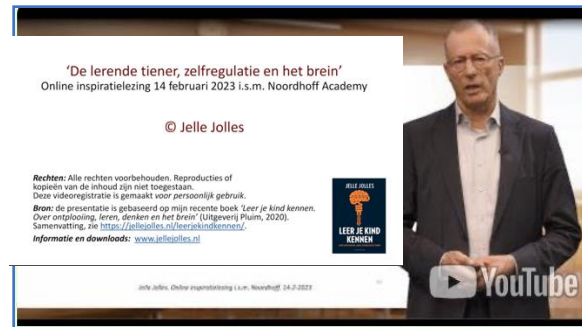 ‘De lerende tiener, zelfregulatie en het brein’
Online inspiratielezing 14 februari 2023 i.s.m. Noordhoff Academy
© Jelle Jolles
Rechten: Alle rechten voorbehouden. Reproducties of
kopieën van de inhoud zijn niet toegestaan.
Deze videoregistratie is gemaakt voor persoonlijk gebruik.
Bron: de presentatie is gebaseerd op mijn recente boek ‘Leer je kind kennen.
Over ontplooiing, leren, denken en het brein’ (Uitgeverij Pluim, 2020).
Samenvatting, zie https://jellejolles.nl/leerjekindkennen/.
Informatie en downloads: www.jellejolles.nl
JELLE JOLLES
LEER JE KIND
KENNEN
Jelle Jolles. Online inspiratielezing i.s.m. Noordhoff. 14-2-2023
YouTube